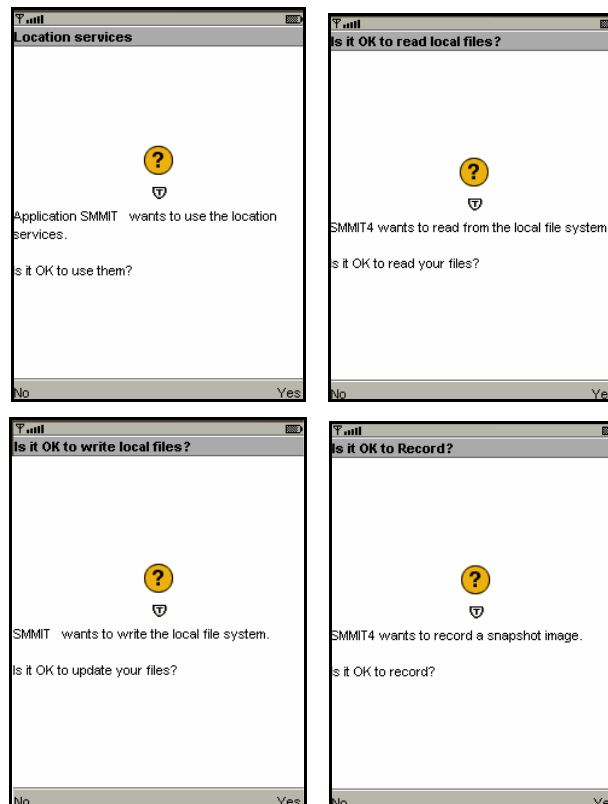 Location services
?
T
Application SMMIT wants to use the location
services.
Is it OK to use them?
No Yes
Is it OK to read local files?
?
T
SMMIT4 wants to read from the local file system
Is it OK to read your files?
No Ye
Is it OK to write local files?
?
T
SMMIT wants to write the local file system.
Is it OK to update your files?
No Yes
Is it OK to Record?
?
T
SMMIT4 wants to record a snapshot image.
Is it OK to record?
No Ye